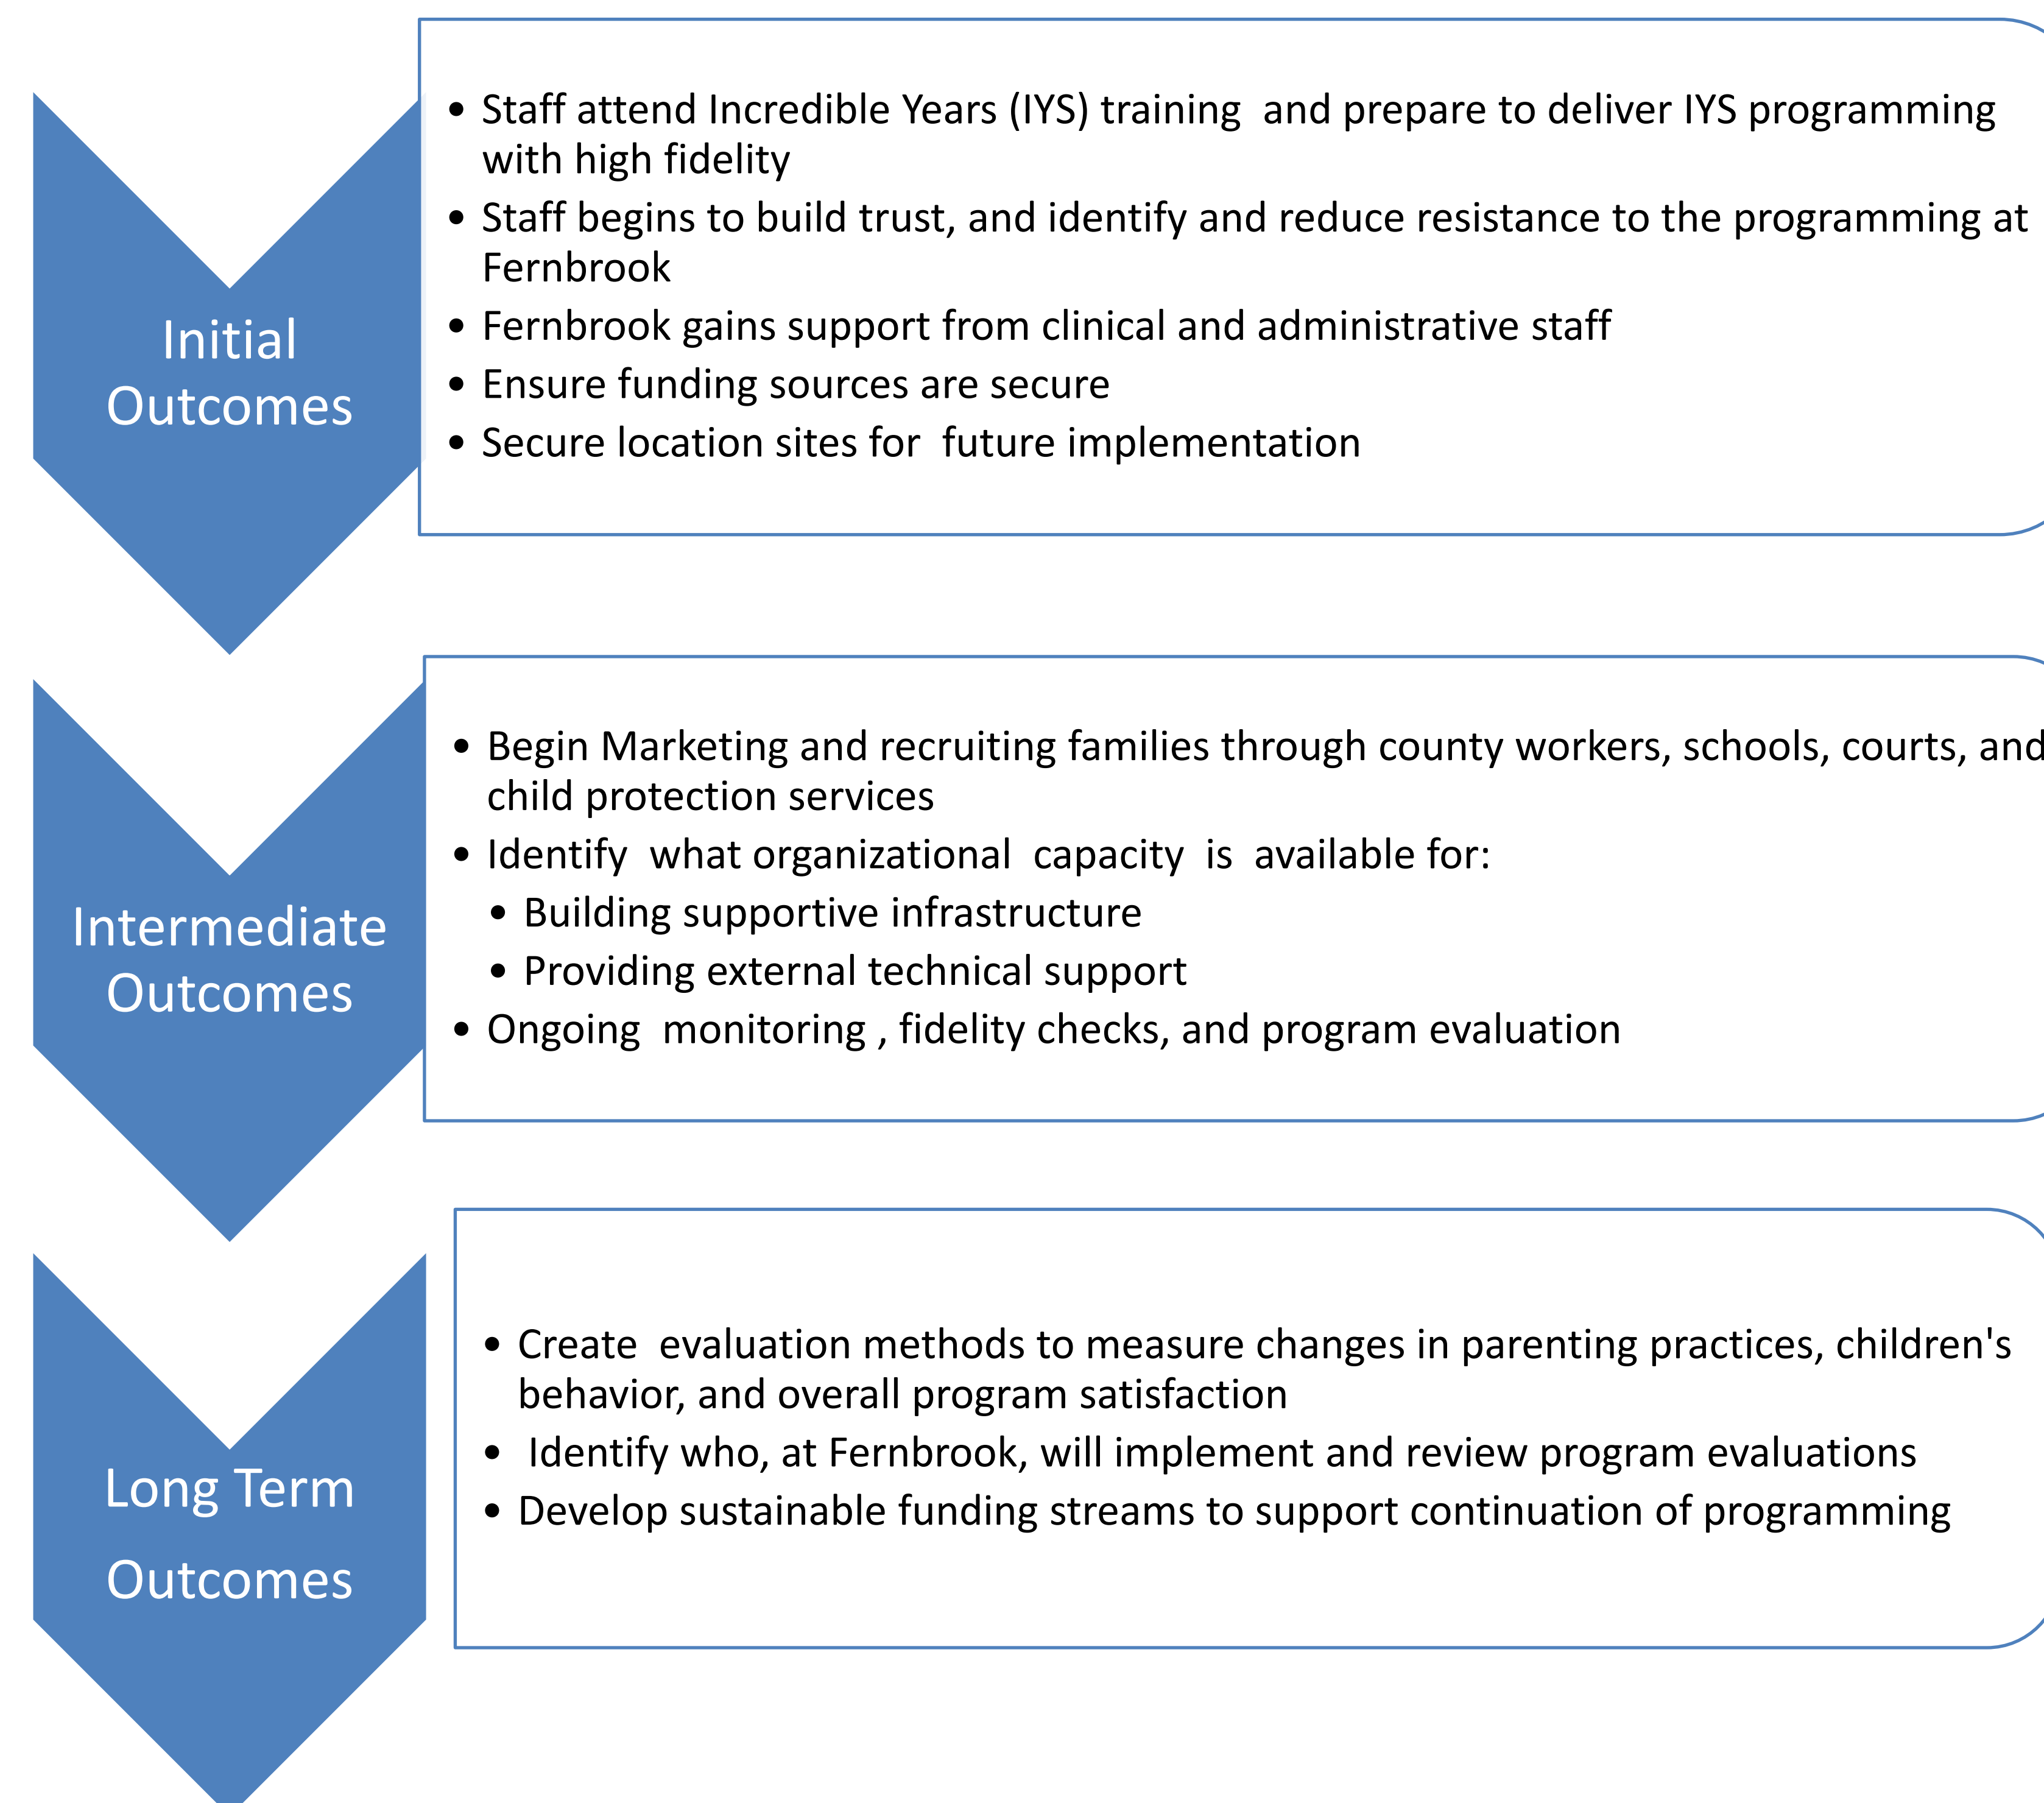 Initial
Outcomes
• Staff attend Incredible Years (IYS) training  and prepare to deliver IYS programming
with high fidelity
• Staff begins to build trust, and identify and reduce resistance to the programming at
Fernbrook
• Fernbrook gains support from clinical and administrative staff
• Ensure funding sources are secure
• Secure location sites for  future implementation
Intermediate
Outcomes
• Begin Marketing and recruiting families through county workers, schools, courts, and
child protection services
• Identify  what organizational  capacity  is  available for:
• Building supportive infrastructure
• Providing external technical support
• Ongoing  monitoring , fidelity checks, and program evaluation
Long Term
Outcomes
• Create  evaluation methods to measure changes in parenting practices, children's
behavior, and overall program satisfaction
•  Identify who, at Fernbrook, will implement and review program evaluations
• Develop sustainable funding streams to support continuation of programming